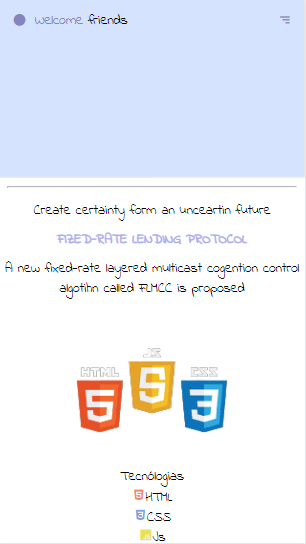 welcome friends
Create certainty form an unceartin future
FIZED-RATE LENDING PROTOCOL
A new fixed-rate layered multicast cogention control
algotihn called FLMCC is proposed
JS
HTML CSS
5 5 3
Tecnólogias
HTML
CSS
Js